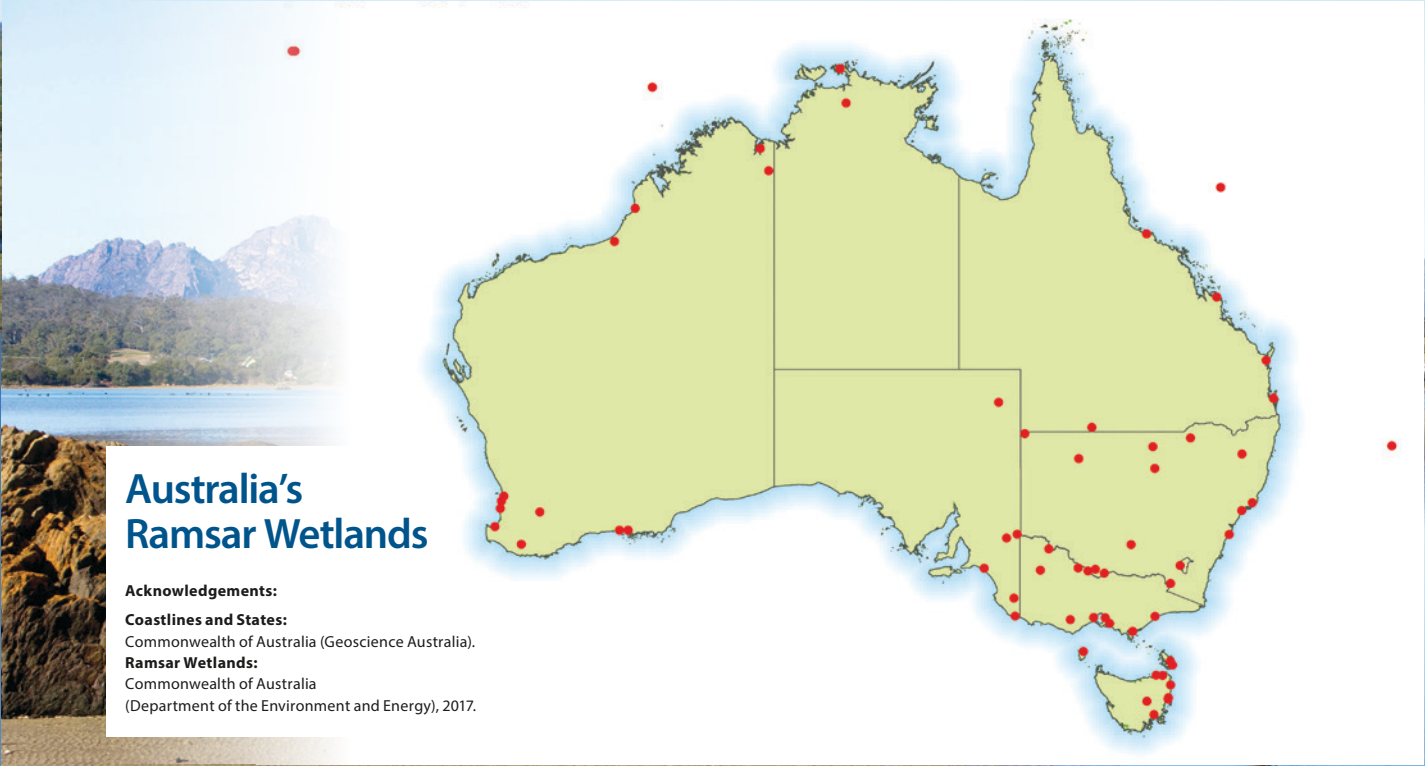 Australia's
Ramsar Wetlands
Acknowledgements:
Coastlines and States:
Commonwealth of Australia (Geoscience Australia).
Ramsar Wetlands:
Commonwealth of Australia
(Department of the Environment and Energy), 2017.